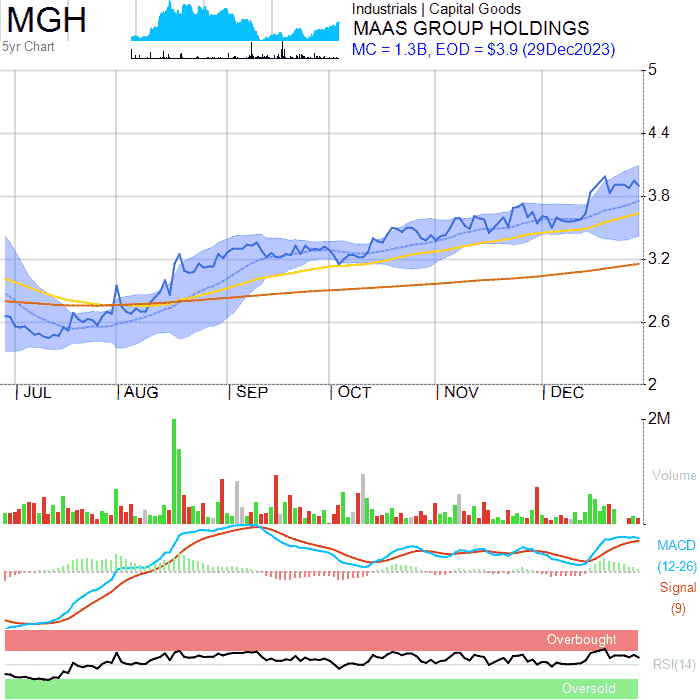 MGH
5yr Chart
Industrials | Capital Goods
MAAS GROUP HOLDINGS
MC = 1.3B, EOD = $3.9 (29Dec2023)
5
4.4
3.8
3.2
2.6
2
JUL AUG SEP OCT NOV DEC
2M
Volume
MACD
(12-26)
Signal
(9)
Overbought
RSI(14)
Oversold